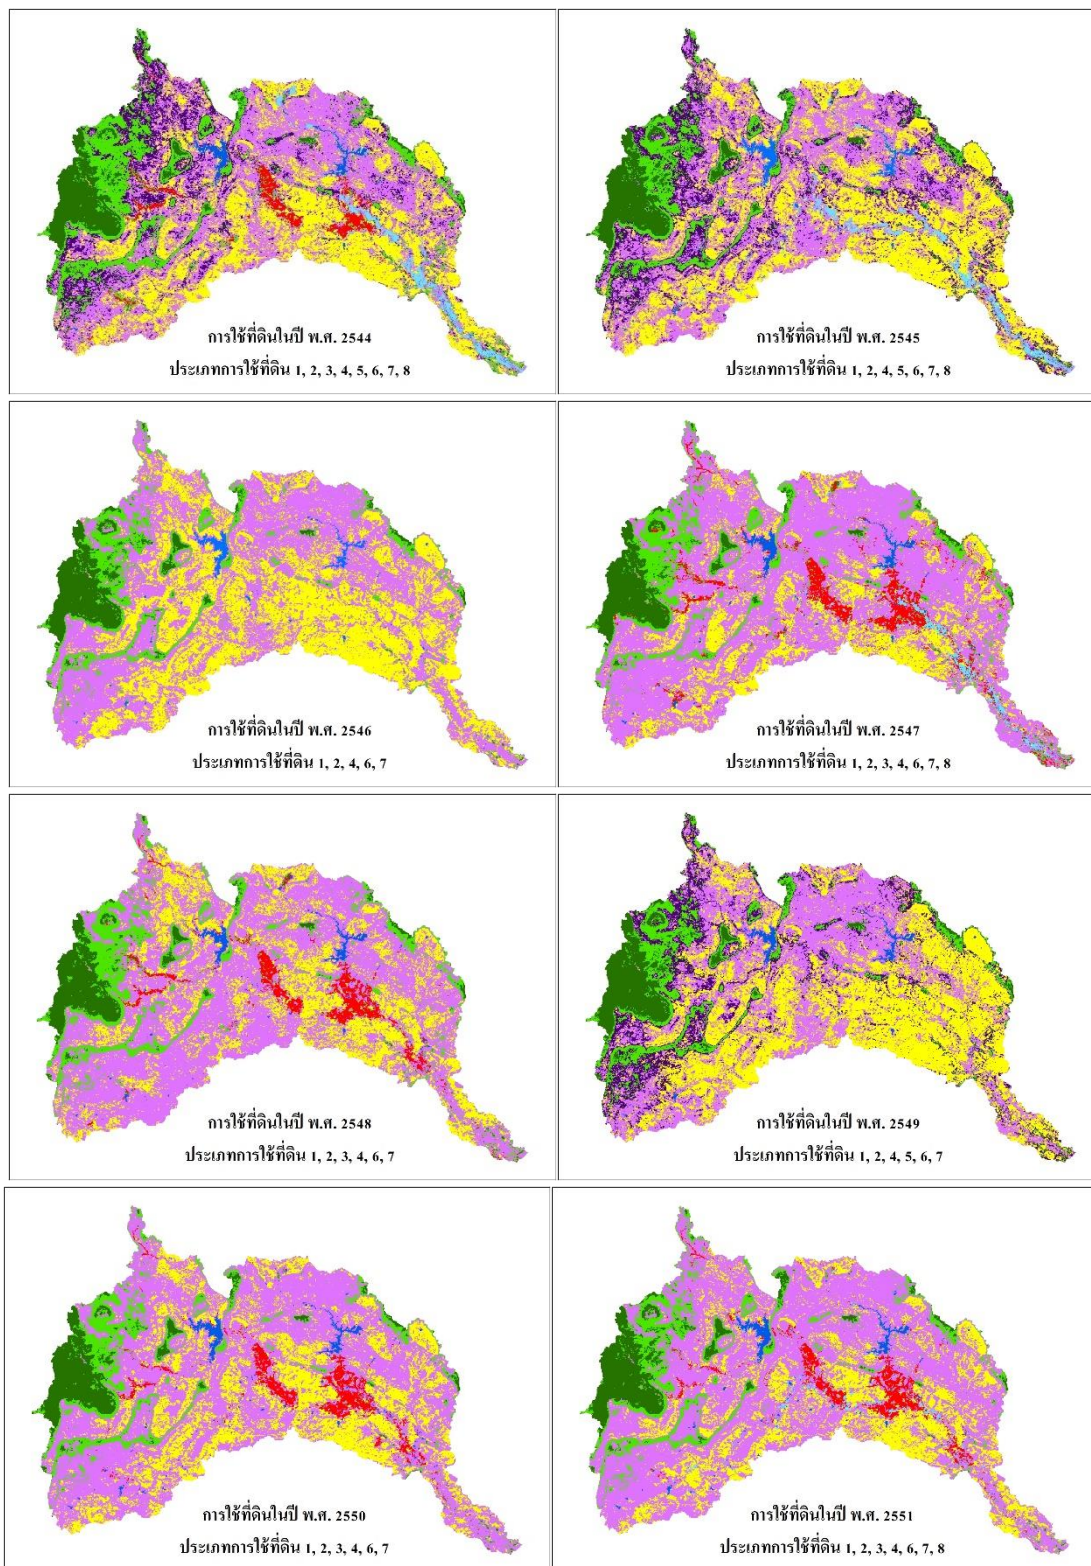 การใช้ที่ดินในปี พ.ศ. 2544
ประเภทการใช้ที่ดิน 1, 2, 3, 4, 5, 6, 7, 8
การใช้ที่ดินในปี พ.ศ. 2545
ประเภทการใช้ที่ดิน 1, 2, 4, 5, 6, 7, 8
การใช้ที่ดินในปี พ.ศ. 2546
ประเภทการใช้ที่ดิน 1, 2, 4, 6, 7
การใช้ที่ดินในปี พ.ศ. 2547
ประเภทการใช้ที่ดิน 1, 2, 3, 4, 6, 7, 8
การใช้ที่ดินในปี พ.ศ. 2548
ประเภทการใช้ที่ดิน 1, 2, 3, 4, 6, 7
การใช้ที่ดินในปี พ.ศ. 2549
ประเภทการใช้ที่ดิน 1, 2, 4, 5, 6, 7
การใช้ที่ดินในปี พ.ศ. 2550
ประเภทการใช้ที่ดิน 1, 2, 3, 4, 6, 7
การใช้ที่ดินในปี พ.ศ. 2551
ประเภทการใช้ที่ดิน 1, 2, 3, 4, 6, 7, 8